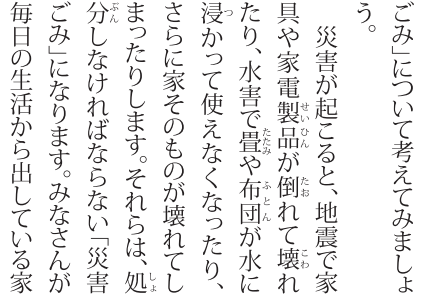 ごみ」について考えてみましょ
う。
災害が起こると、地震で家
具や家電製品が倒れて壊れ
たり、水害で畳や布団が水に
浸かって使えなくなったり、
さらに家そのものが壊れてし
まったりします。それらは、処
分しなければならない「災害
ごみ」になります。みなさんが
毎日の生活から出している家